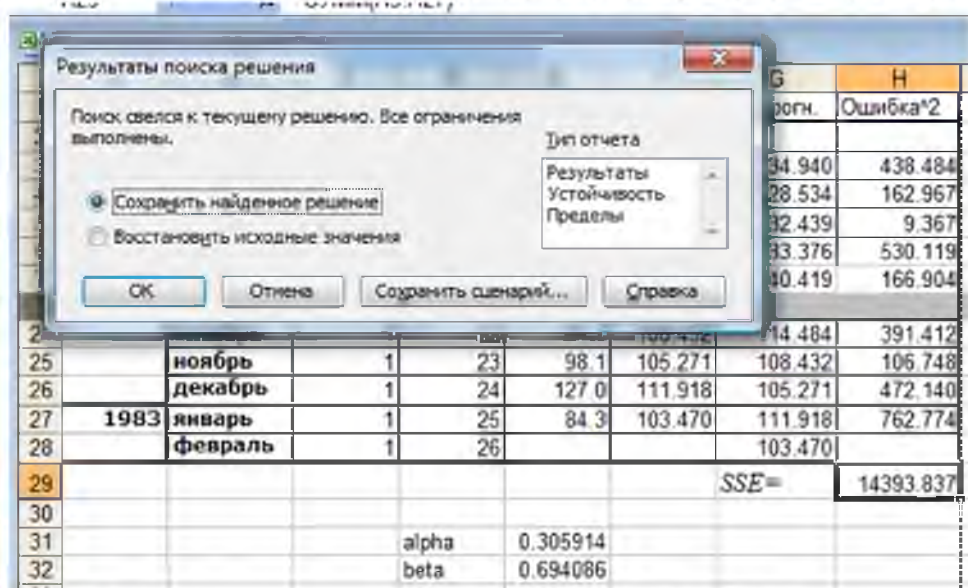 Результаты поиска решения
Поиск свелся к текущему решению. Все ограничения
выполнены.
Тип отчета
Результаты
Устойчивость
Пределы
Сохранить найденное решение
Восстановить исходные значения
OK Отмена Сохранить сценарий... Справка
G H
Ошибка^2
34.940 438.484
28.534 162.967
32.439 9.367
33.376 530.119
40.419 166.904
14.484 391.412
25 ноябрь 1 23 98.1 105.271 108.432 106.748
26 декабрь 1 24 127.0 111.918 105.271 472.140
27 1983 январь 1 25 84.3 103.470 111.918 762.774
28 февраль 1 26 103.470
29 SSE= 14393.837
30
31 alpha 0.305914
32 beta 0.694086